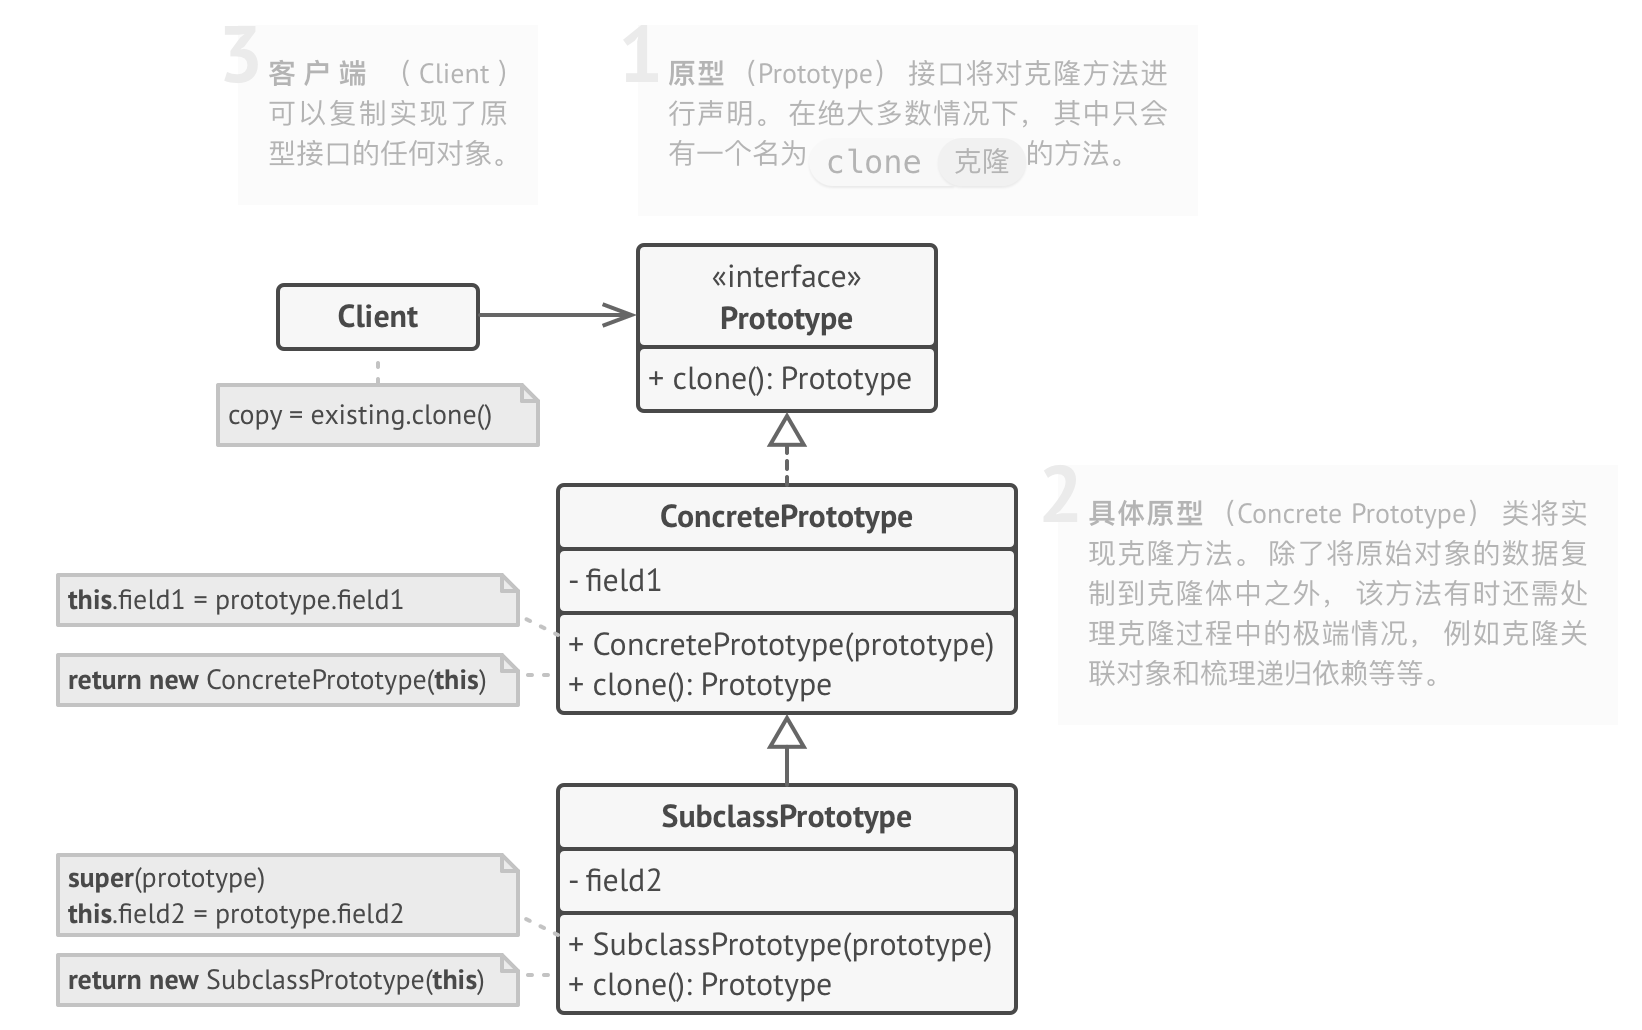 3
客户端 （Client）
可以复制实现了原
型接口的任何对象。
1
原型 （Prototype） 接口将对克隆方法进
行声明。 在绝大多数情况下， 其中只会
有一个名为 clone 克隆 的方法。
Client
copy = existing.clone()
«interface»
Prototype
+ clone(): Prototype
2
具体原型 （Concrete Prototype） 类将实
现克隆方法。 除了将原始对象的数据复
制到克隆体中之外， 该方法有时还需处
理克隆过程中的极端情况， 例如克隆关
联对象和梳理递归依赖等等。
ConcretePrototype
- field1
+ ConcretePrototype(prototype)
+ clone(): Prototype
this.field1 = prototype.field1
return new ConcretePrototype(this)
SubclassPrototype
- field2
+ SubclassPrototype(prototype)
+ clone(): Prototype
super(prototype)
this.field2 = prototype.field2
return new SubclassPrototype(this)